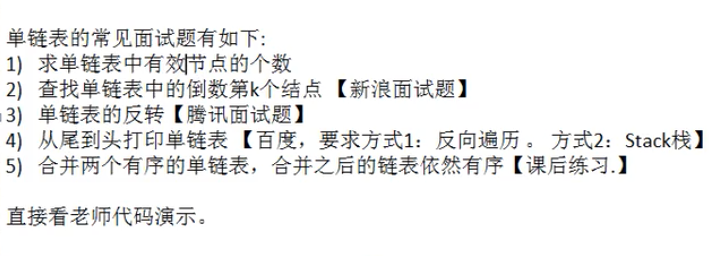 单链表的常见面试题有如下:
1) 求单链表中有效节点的个数
2) 查找单链表中的倒数第k个结点 【新浪面试题】
3) 单链表的反转【腾讯面试题】
4) 从尾到头打印单链表 【百度，要求方式1：反向遍历 。 方式2：Stack栈】
5) 合并两个有序的单链表，合并之后的链表依然有序【课后练习.】
直接看老师代码演示。